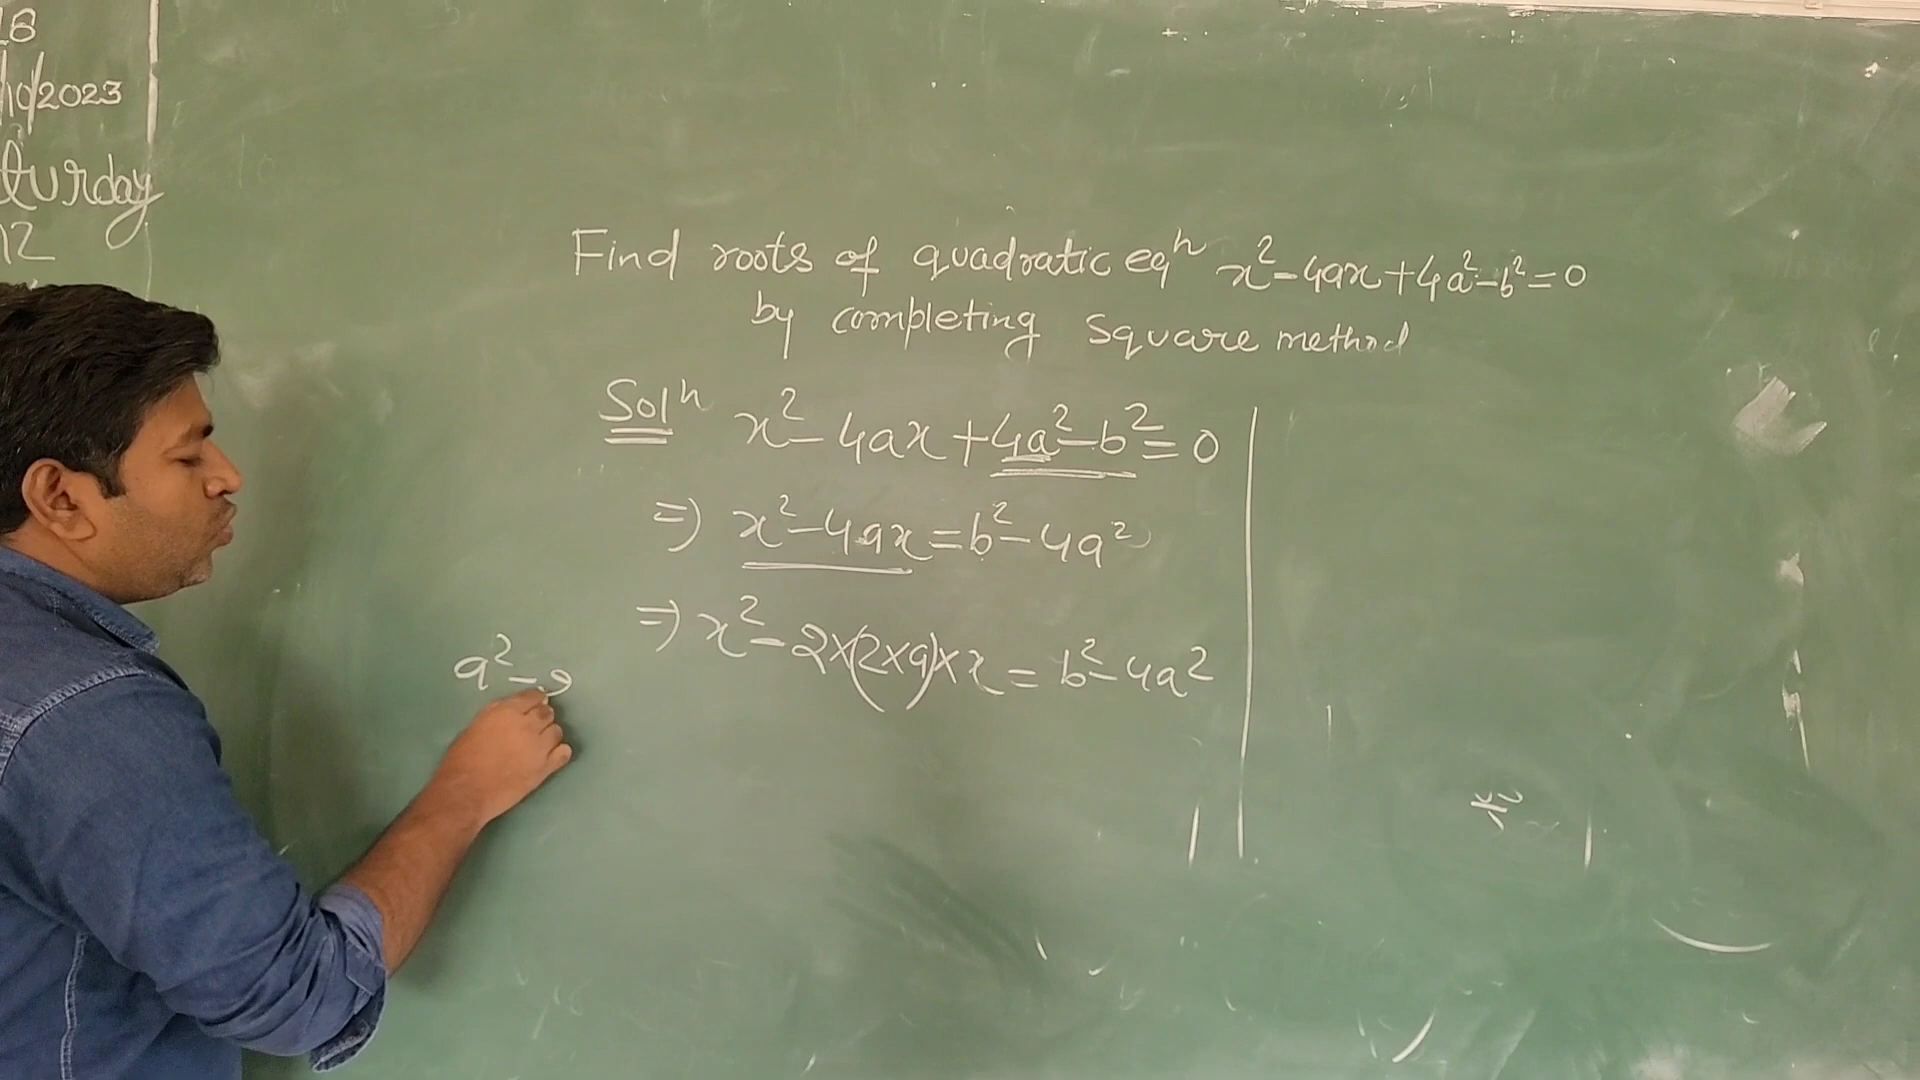 18
/10/2023
turday
12
Find roots of quadratic eqⁿ x²-4ax+4a²-b²=0
by completing square method
Solⁿ x²-4ax+4a²-b²=0
=) x²-4ax=b²-4a²
=) x²-2×(2×a)×x = b²-4a²
a²-2